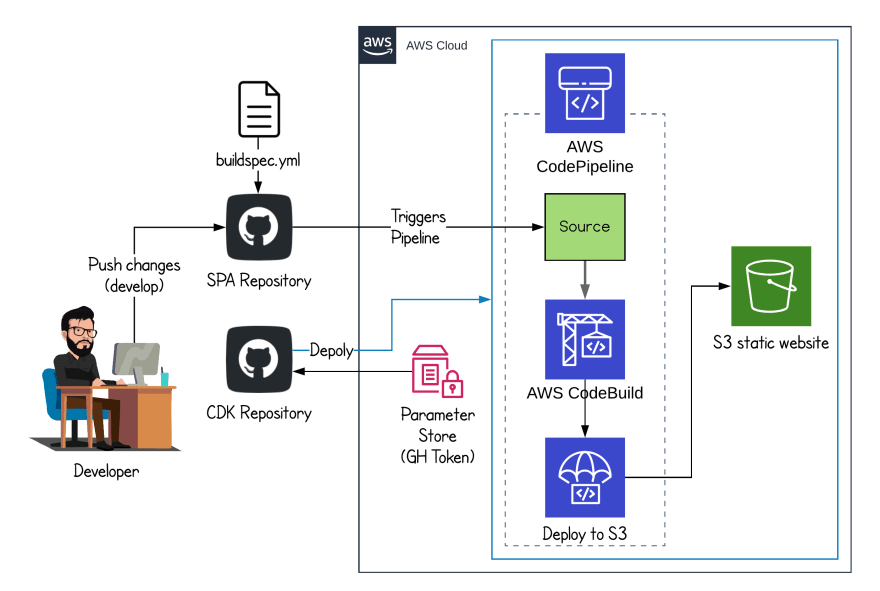 aws
AWS Cloud
AWS
CodePipeline
buildspec.yml
Triggers
Pipeline
Source
Push changes
(develop)
SPA Repository
S3 static website
Depoly
AWS CodeBuild
CDK Repository
Parameter
Store
(GH Token)
Developer
Deploy to S3